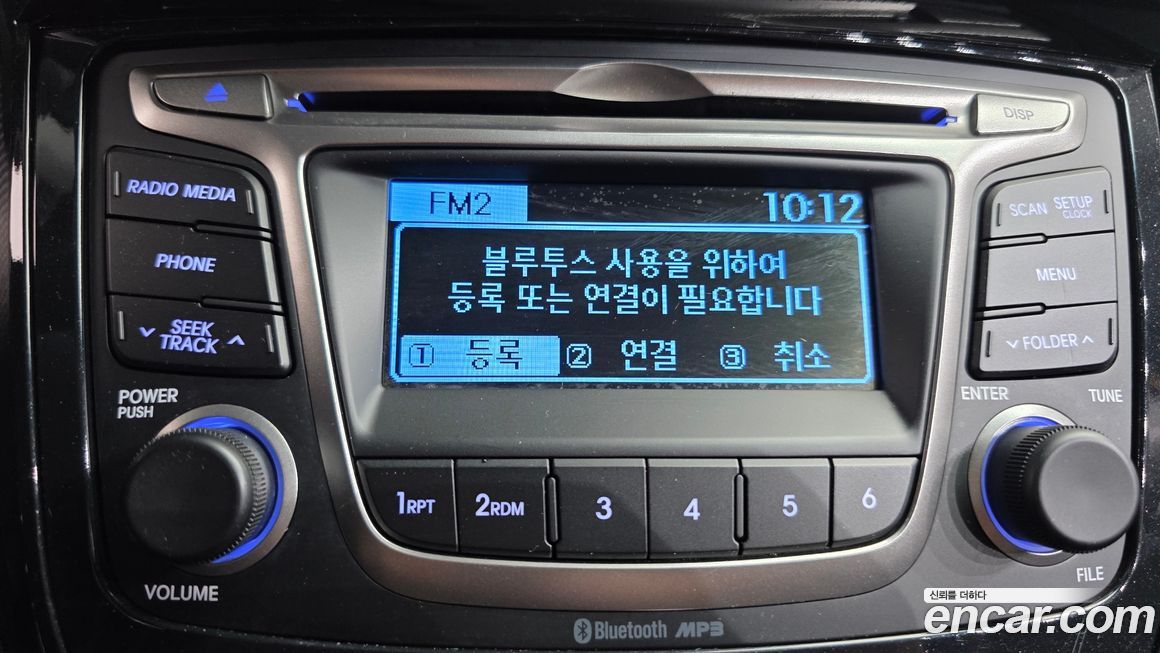 DISP
RADIO MEDIA
PHONE
SEEK
TRACK
FM2 10:12
블루투스 사용을 위하여
등록 또는 연결이 필요합니다
① 등록 ② 연결 ③ 취소
SCAN SETUP
CLOCK
MENU
FOLDER
POWER
PUSH
VOLUME
1RPT 2RDM 3 4 5 6
ENTER TUNE
FILE
Bluetooth MP3
신뢰를 더하다
encar.com